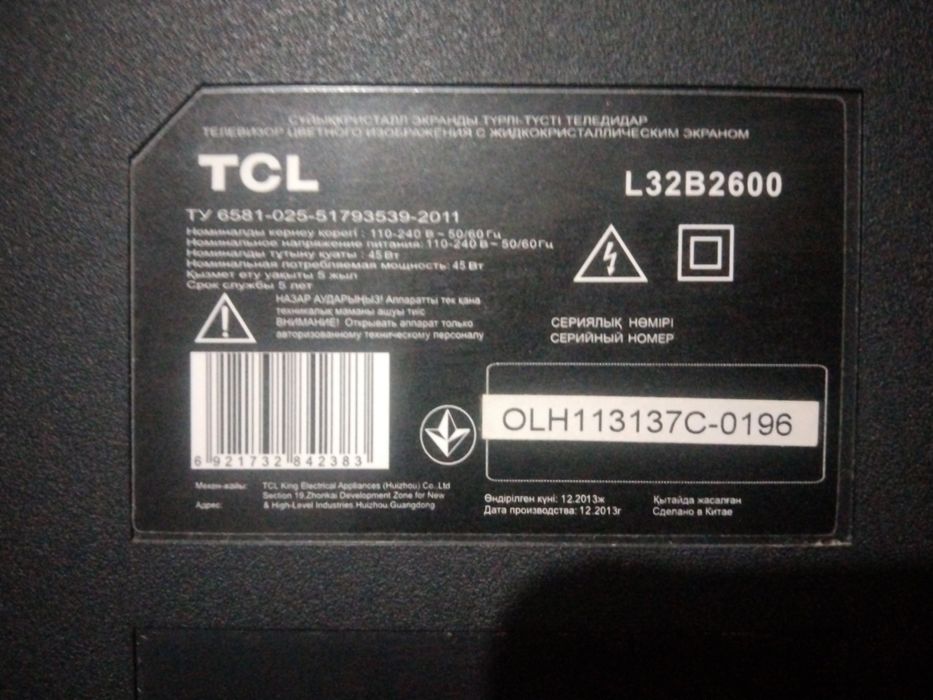 СҰЙЫҚКРИСТАЛЛ ЭКРАНДЫ ТҮРЛІ-ТҮСТІ ТЕЛЕДИДАР
ТЕЛЕВИЗОР ЦВЕТНОГО ИЗОБРАЖЕНИЯ С ЖИДКОКРИСТАЛЛИЧЕСКИМ ЭКРАНОМ
TCL
L32B2600
ТУ 6581-025-51793539-2011
Номиналды кернеу корегі : 110-240 В ~ 50/60 Гц
Номинальное напряжение питания: 110-240 В ~ 50/60 Гц
Номиналды тұтыну қуаты : 45 Вт
Номинальная потребляемая мощность: 45 Вт
Қызмет ету уақыты 5 жыл
Срок службы 5 лет
НАЗАР АУДАРЫҢЫЗ! Аппаратты тек қана
техникалық маманы ашуы тиіс
ВНИМАНИЕ! Открывать аппарат только
авторизованному техническому персоналу
СЕРИЯЛЫҚ НӨМІРІ
СЕРИЙНЫЙ НОМЕР
OLH113137C-0196
6 921732 842383
Мекен-жайы: TCL King Electrical Appliances (Huizhou) Co.,Ltd
Section 19,Zhonkai Development Zone for New
Адрес: & High-Level Industries Huizhou.Guangdong
Өндірілген күні: 12.2013ж
Дата производства: 12.2013г
Қытайда жасалған
Сделано в Китае